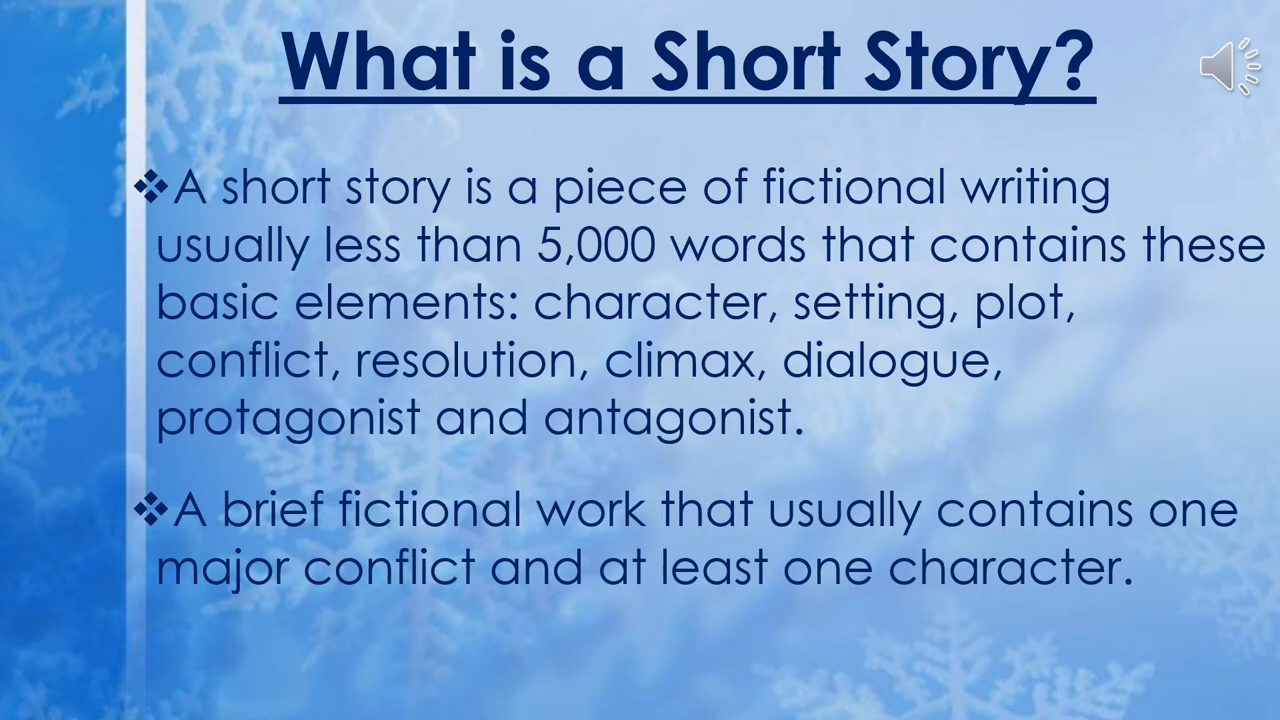 What is a Short Story?
❖A short story is a piece of fictional writing
usually less than 5,000 words that contains these
basic elements: character, setting, plot,
conflict, resolution, climax, dialogue,
protagonist and antagonist.
❖A brief fictional work that usually contains one
major conflict and at least one character.